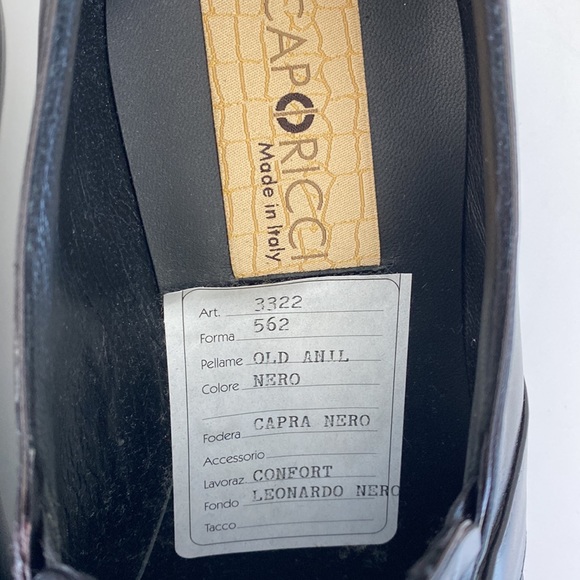 CAPORICCI
Made in Italy
Art. 3322
Forma 562
Pellame OLD ANIL
Colore NERO
Fodera CAPRA NERO
Accessorio
Lavoraz CONFORT
Fondo LEONARDO NERO
Tacco